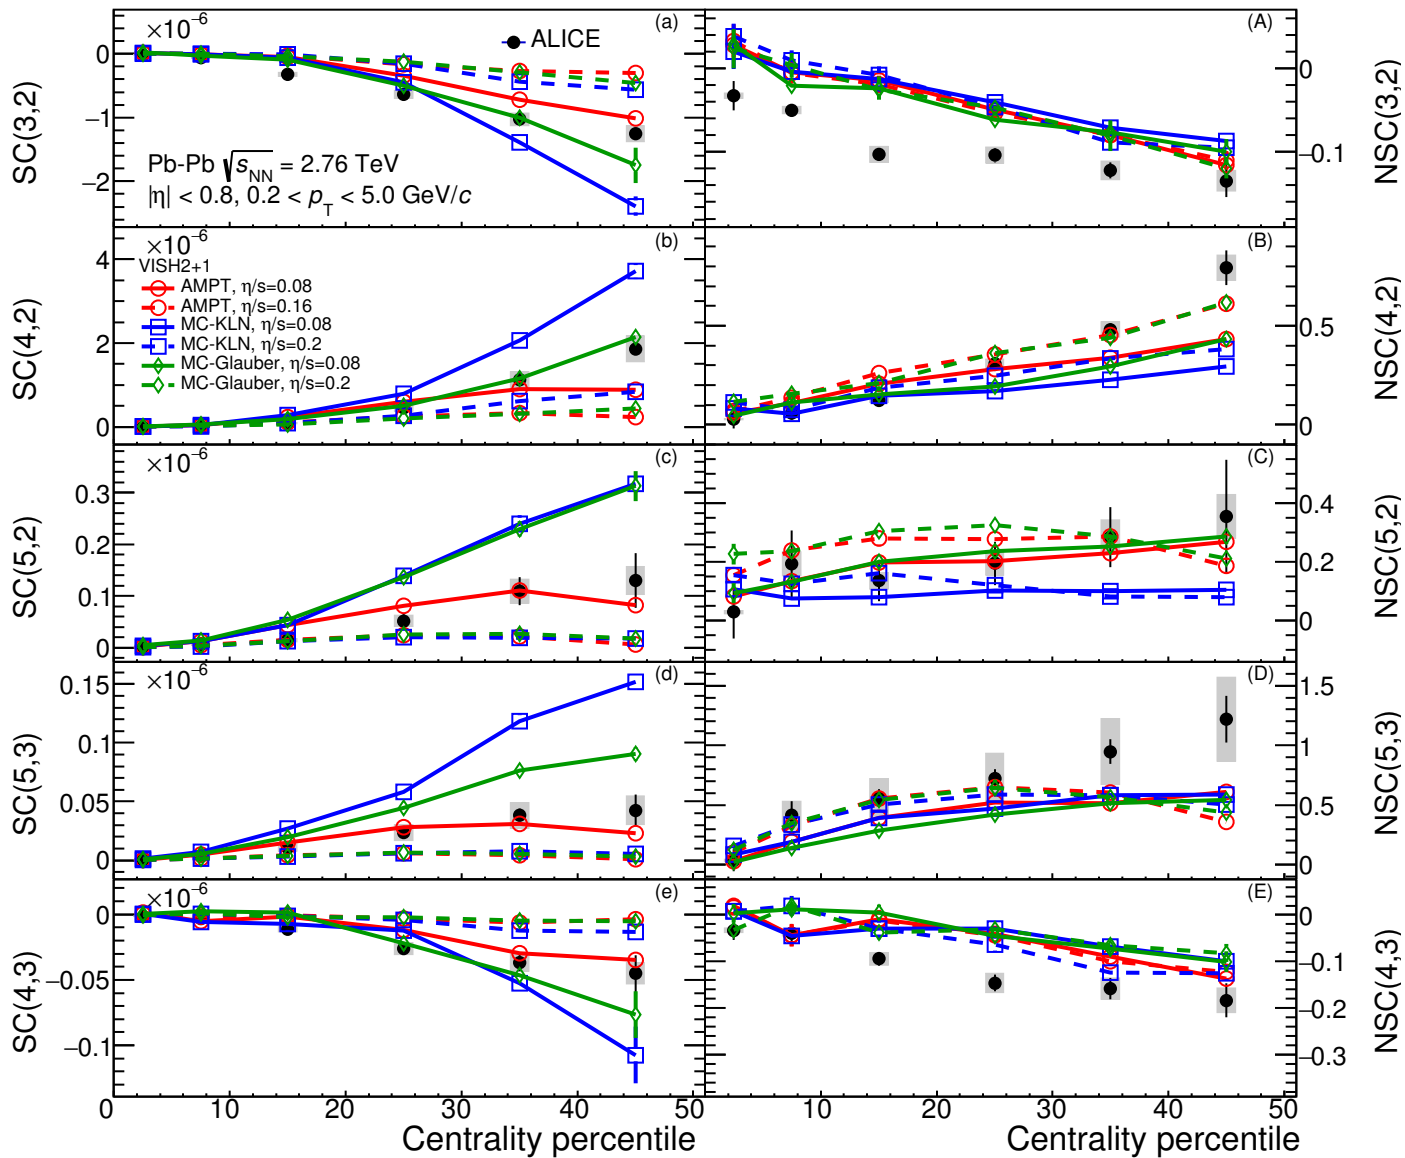 ×10⁻⁶
(a)
ALICE
SC(3,2)
0
−1
−2
Pb-Pb √sNN = 2.76 TeV
|η| < 0.8, 0.2 < pT < 5.0 GeV/c
(A)
0
−0.1
NSC(3,2)
×10⁻⁶
(b)
VISH2+1
AMPT, η/s=0.08
AMPT, η/s=0.16
MC-KLN, η/s=0.08
MC-KLN, η/s=0.2
MC-Glauber, η/s=0.08
MC-Glauber, η/s=0.2
SC(4,2)
4
2
0
(B)
0.5
0
NSC(4,2)
×10⁻⁶
(c)
SC(5,2)
0.3
0.2
0.1
0
(C)
0.4
0.2
0
NSC(5,2)
×10⁻⁶
(d)
SC(5,3)
0.15
0.1
0.05
0
(D)
1.5
1
0.5
0
NSC(5,3)
×10⁻⁶
(e)
SC(4,3)
0
−0.05
−0.1
(E)
0
−0.1
−0.2
−0.3
NSC(4,3)
0 10 20 30 40 50
10 20 30 40 50
Centrality percentile
Centrality percentile